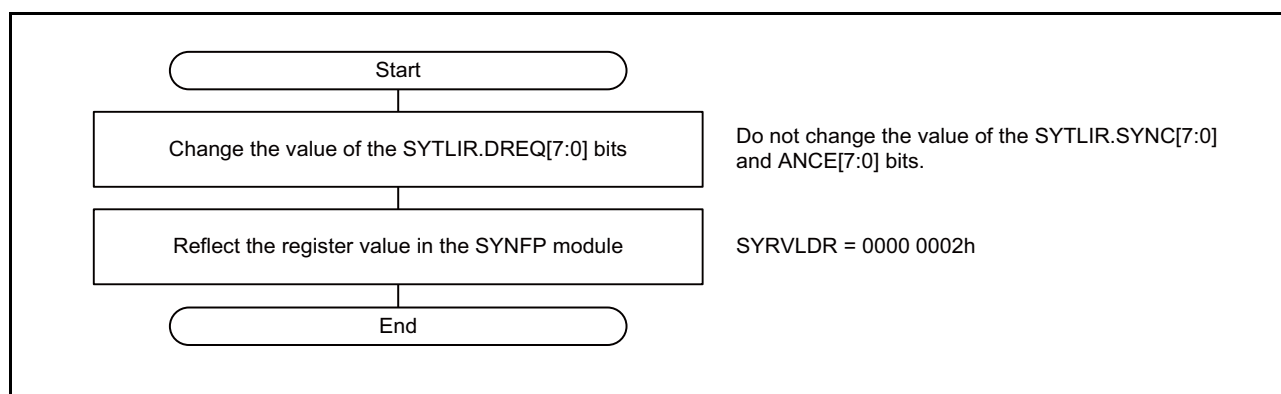 Start
Change the value of the SYTLIR.DREQ[7:0] bits
Do not change the value of the SYTLIR.SYNC[7:0]
and ANCE[7:0] bits.
Reflect the register value in the SYNFP module
SYRVLDR = 0000 0002h
End